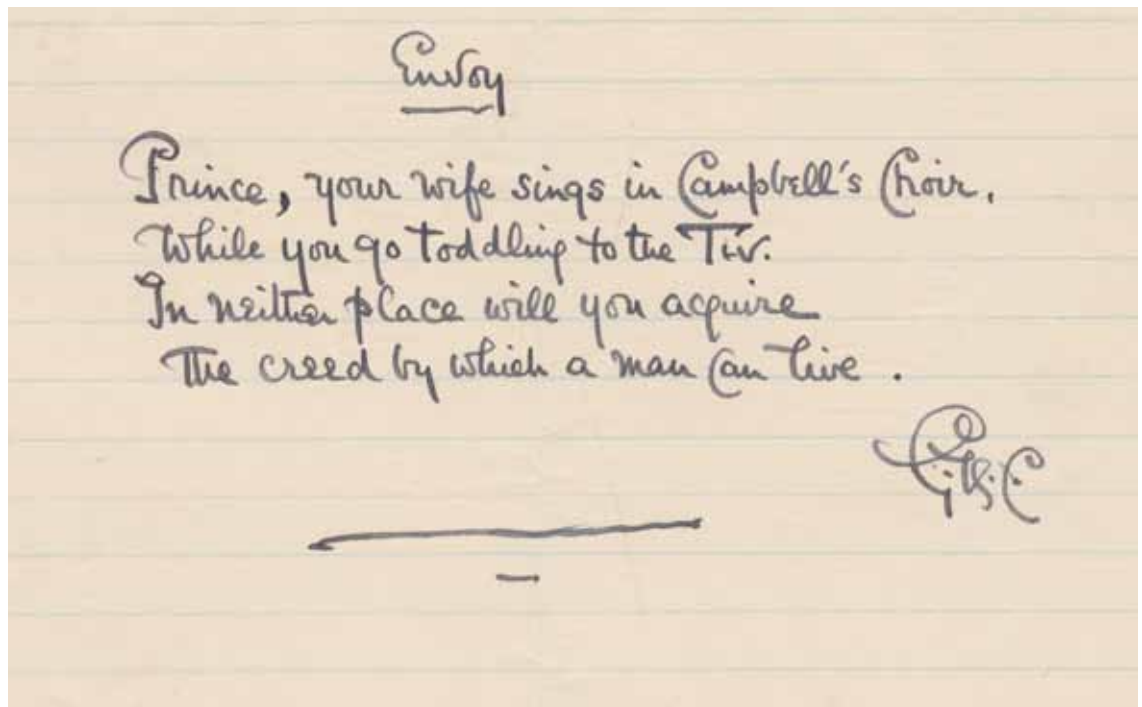 Envoy
Prince, your wife sings in Campbell's Choir,
While you go toddling to the Tiv.
In neither place will you acquire
The creed by which a man can live.
G.K.C